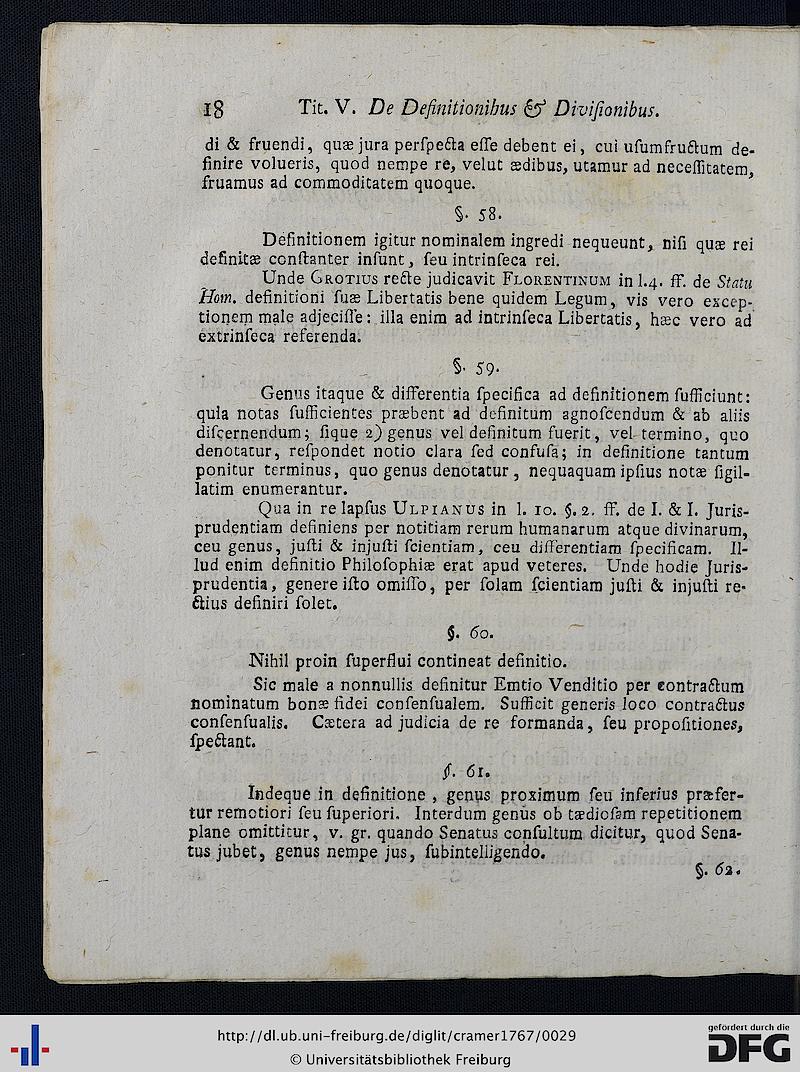 18 Tit. V. De Definitionibus & Diviſionibus.
di & fruendi, quæ jura perſpecta eſſe debent ei, cui uſumfructum de-
finire volueris, quod nempe re, velut ædibus, utamur ad neceſſitatem,
fruamus ad commoditatem quoque.
§. 58.
Definitionem igitur nominalem ingredi nequeunt, niſi quæ rei
definitæ conſtanter inſunt, ſeu intrinſeca rei.
Unde GROTIUS recte judicavit FLORENTINUM in l.4. ff. de Statu
Hom. definitioni ſuæ Libertatis bene quidem Legum, vis vero excep-
tionem male adjeciſſe: illa enim ad intrinſeca Libertatis, hæc vero ad
extrinſeca referenda.
§. 59.
Genus itaque & differentia ſpecifica ad definitionem ſufficiunt:
quia notas ſufficientes præbent ad definitum agnoſcendum & ab aliis
diſcernendum; ſique 2) genus vel definitum fuerit, vel termino, quo
denotatur, reſpondet notio clara ſed confuſa; in definitione tantum
ponitur terminus, quo genus denotatur, nequaquam ipſius notæ ſigil-
latim enumerantur.
Qua in re lapſus ULPIANUS in l. 10. §. 2. ff. de I. & I. Juris-
prudentiam definiens per notitiam rerum humanarum atque divinarum,
ceu genus, juſti & injuſti ſcientiam, ceu differentiam ſpecificam. Il-
lud enim definitio Philoſophiæ erat apud veteres. Unde hodie Juris-
prudentia, genere iſto omiſſo, per ſolam ſcientiam juſti & injuſti re-
ctius definiri ſolet.
§. 60.
Nihil proin ſuperflui contineat definitio.
Sic male a nonnullis definitur Emtio Venditio per contractum
nominatum bonæ fidei conſenſualem. Sufficit generis loco contractus
conſenſualis. Cætera ad judicia de re formanda, ſeu propoſitiones,
ſpectant.
§. 61.
Indeque in definitione, genus proximum ſeu inferius præfer-
tur remotiori ſeu ſuperiori. Interdum genus ob tædioſam repetitionem
plane omittitur, v. gr. quando Senatus conſultum dicitur, quod Sena-
tus jubet, genus nempe jus, ſubintelligendo.
§. 62.
http://dl.ub.uni-freiburg.de/diglit/cramer1767/0029
© Universitätsbibliothek Freiburg
gefördert durch die
DFG